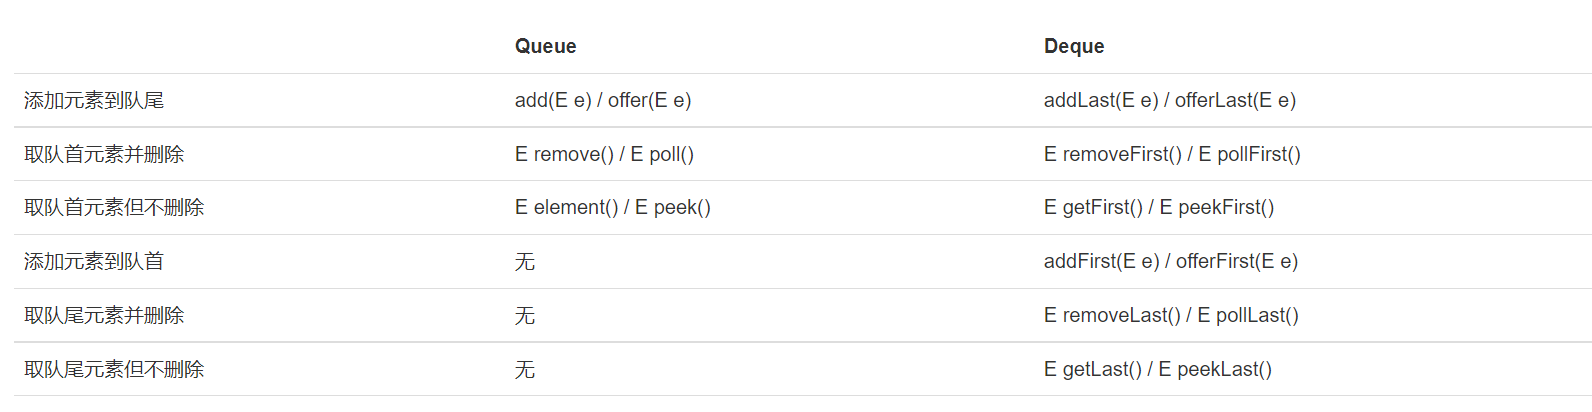 Queue Deque
添加元素到队尾 add(E e) / offer(E e) addLast(E e) / offerLast(E e)
取队首元素并删除 E remove() / E poll() E removeFirst() / E pollFirst()
取队首元素但不删除 E element() / E peek() E getFirst() / E peekFirst()
添加元素到队首 无 addFirst(E e) / offerFirst(E e)
取队尾元素并删除 无 E removeLast() / E pollLast()
取队尾元素但不删除 无 E getLast() / E peekLast()